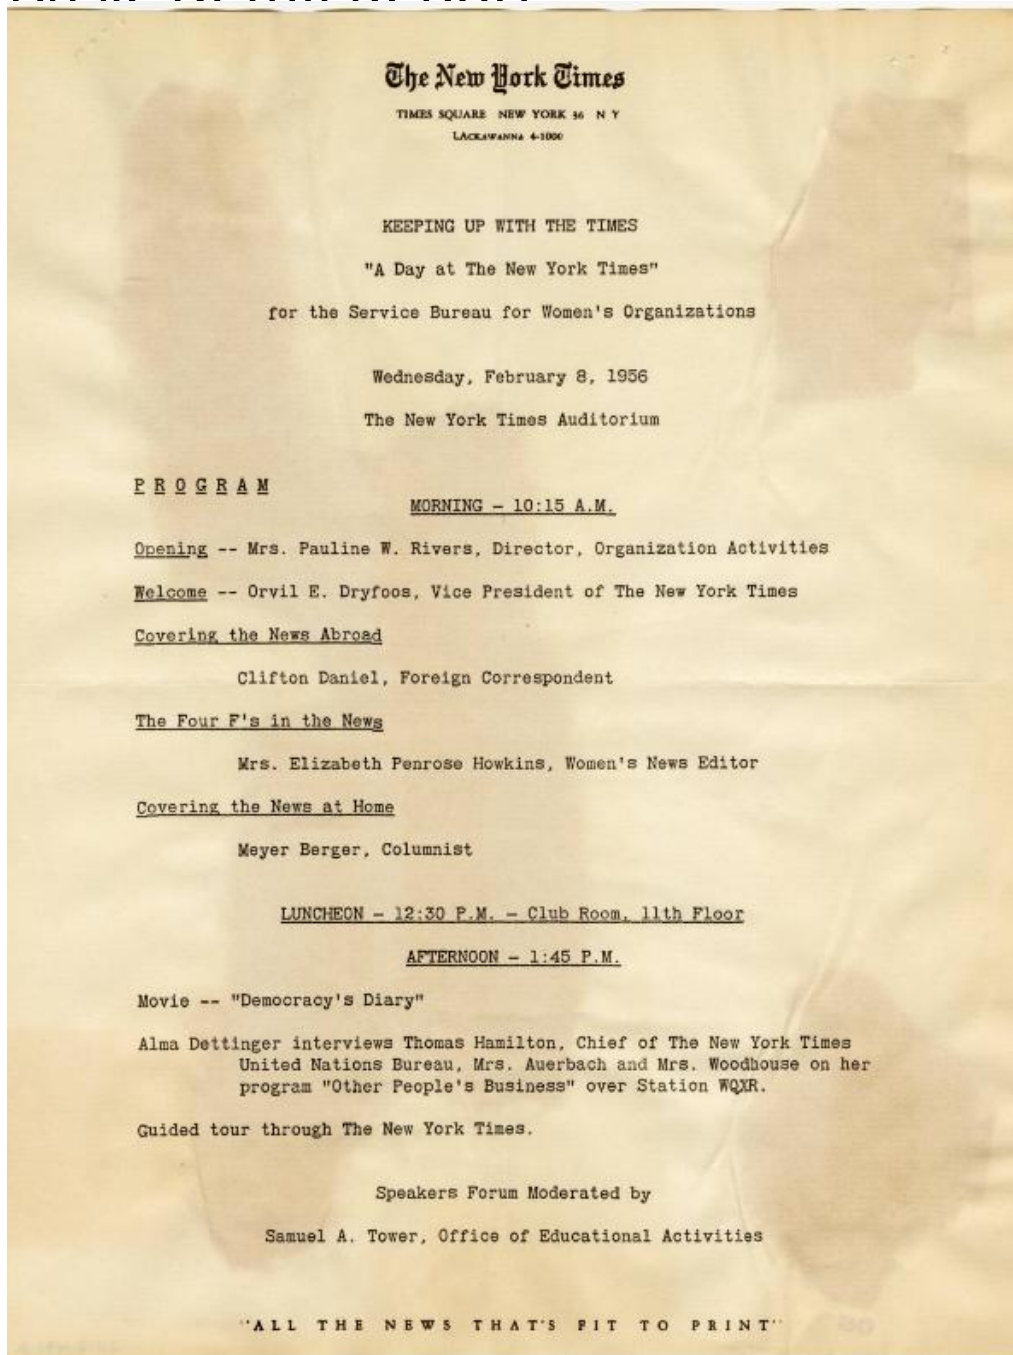 The New York Times
TIMES SQUARE NEW YORK 36 N Y
LACKAWANNA 4-1000
KEEPING UP WITH THE TIMES
"A Day at The New York Times"
for the Service Bureau for Women's Organizations
Wednesday, February 8, 1956
The New York Times Auditorium
P R O G R A M
MORNING - 10:15 A.M.
Opening -- Mrs. Pauline W. Rivers, Director, Organization Activities
Welcome -- Orvil E. Dryfoos, Vice President of The New York Times
Covering the News Abroad
Clifton Daniel, Foreign Correspondent
The Four F's in the News
Mrs. Elizabeth Penrose Howkins, Women's News Editor
Covering the News at Home
Meyer Berger, Columnist
LUNCHEON - 12:30 P.M. - Club Room, 11th Floor
AFTERNOON - 1:45 P.M.
Movie -- "Democracy's Diary"
Alma Dettinger interviews Thomas Hamilton, Chief of The New York Times
United Nations Bureau, Mrs. Auerbach and Mrs. Woodhouse on her
program "Other People's Business" over Station WQXR.
Guided tour through The New York Times.
Speakers Forum Moderated by
Samuel A. Tower, Office of Educational Activities
"ALL THE NEWS THAT'S FIT TO PRINT"